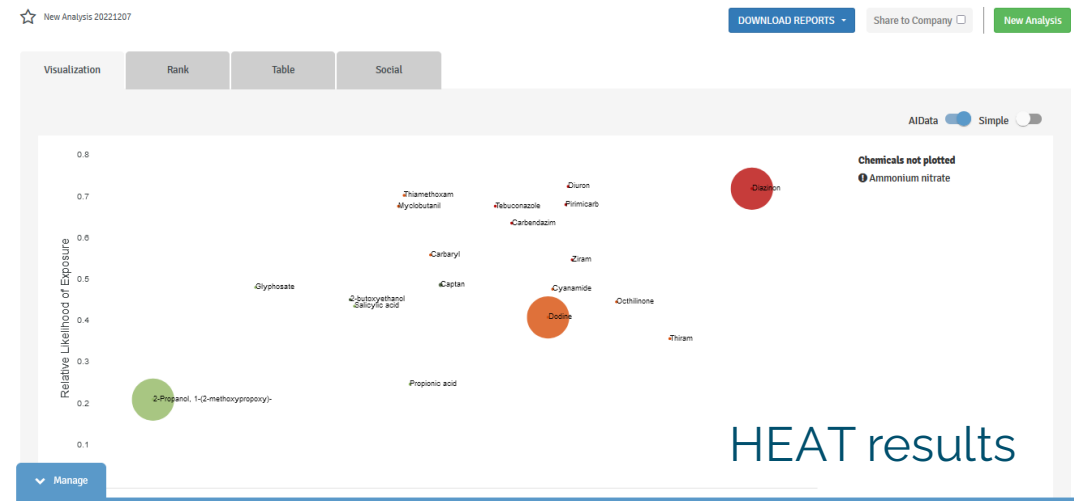 New Analysis 20221207
DOWNLOAD REPORTS
Share to Company
New Analysis
Visualization
Rank
Table
Social
AIData
Simple
Chemicals not plotted
Ammonium nitrate
Relative Likelihood of Exposure
0.8
0.7
0.6
0.5
0.4
0.3
0.2
0.1
Diuron
Diazinon
Thiamethoxam
Myclobutanil
Tebuconazole
Pirimicarb
Carbendazim
Carbaryl
Ziram
Glyphosate
Captan
Cyanamide
2-butoxyethanol
Salicylic acid
Octhilinone
Dodine
Thiram
Propionic acid
2-Propanol, 1-(2-methoxypropoxy)-
HEAT results
Manage